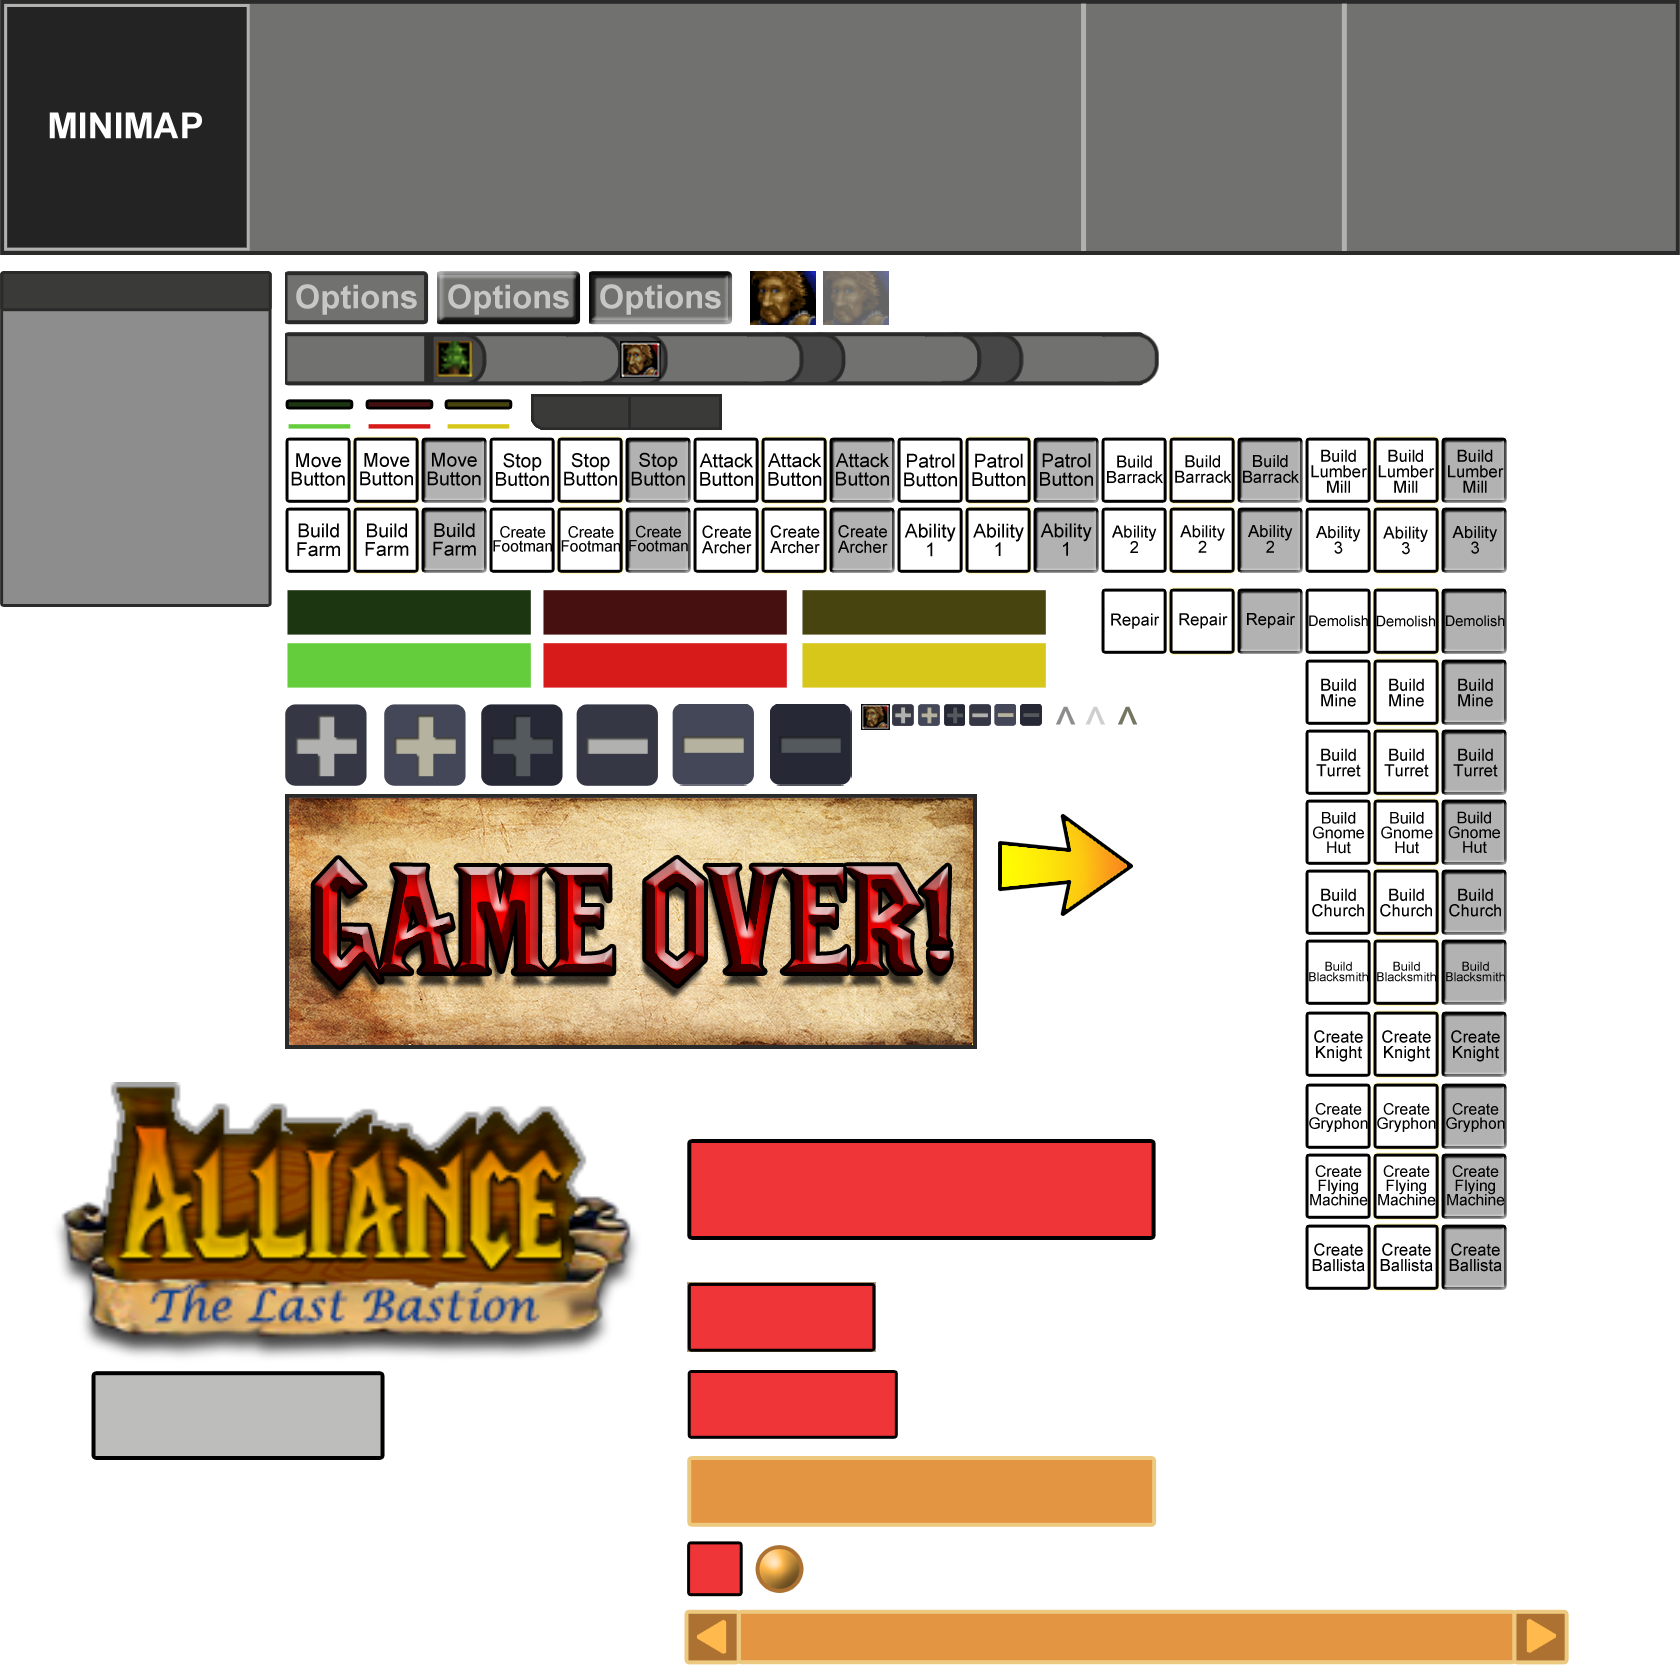 MINIMAP
Options Options Options
Move Button Move Button Move Button Stop Button Stop Button Stop Button Attack Button Attack Button Attack Button Patrol Button Patrol Button Patrol Button Build Barrack Build Barrack Build Barrack Build Lumber Mill Build Lumber Mill Build Lumber Mill
Build Farm Build Farm Build Farm Create Footman Create Footman Create Footman Create Archer Create Archer Create Archer Ability 1 Ability 1 Ability 1 Ability 2 Ability 2 Ability 2 Ability 3 Ability 3 Ability 3
Repair Repair Repair Demolish Demolish Demolish
Build Mine Build Mine Build Mine
Build Turret Build Turret Build Turret
Build Gnome Hut Build Gnome Hut Build Gnome Hut
GAME OVER!
Build Church Build Church Build Church
Build Blacksmith Build Blacksmith Build Blacksmith
Create Knight Create Knight Create Knight
Create Gryphon Create Gryphon Create Gryphon
Create Flying Machine Create Flying Machine Create Flying Machine
Create Ballista Create Ballista Create Ballista
ALLIANCE
The Last Bastion